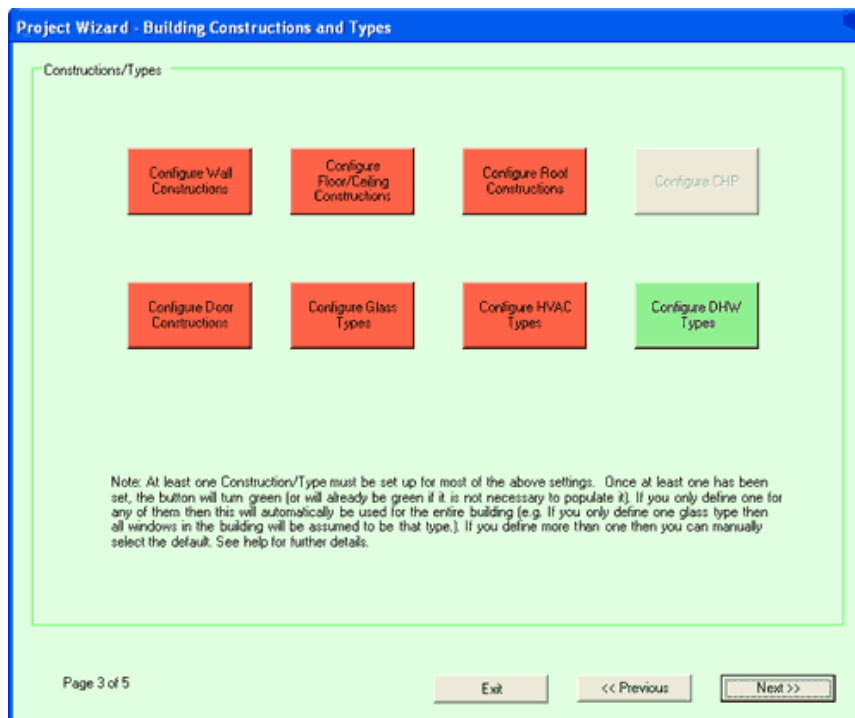 Project Wizard - Building Constructions and Types
Constructions/Types
Configure Wall
Constructions
Configure
Floor/Ceiling
Constructions
Configure Roof
Constructions
Configure CHP
Configure Door
Constructions
Configure Glass
Types
Configure HVAC
Types
Configure DHW
Types
Note: At least one Construction/Type must be set up for most of the above settings.  Once at least one has been
set, the button will turn green (or will already be green if it is not necessary to populate it). If you only define one for
any of them then this will automatically be used for the entire building (e.g. If you only define one glass type then
all windows in the building will be assumed to be that type.). If you define more than one then you can manually
select the default. See help for further details.
Page 3 of 5
Exit
<< Previous
Next >>